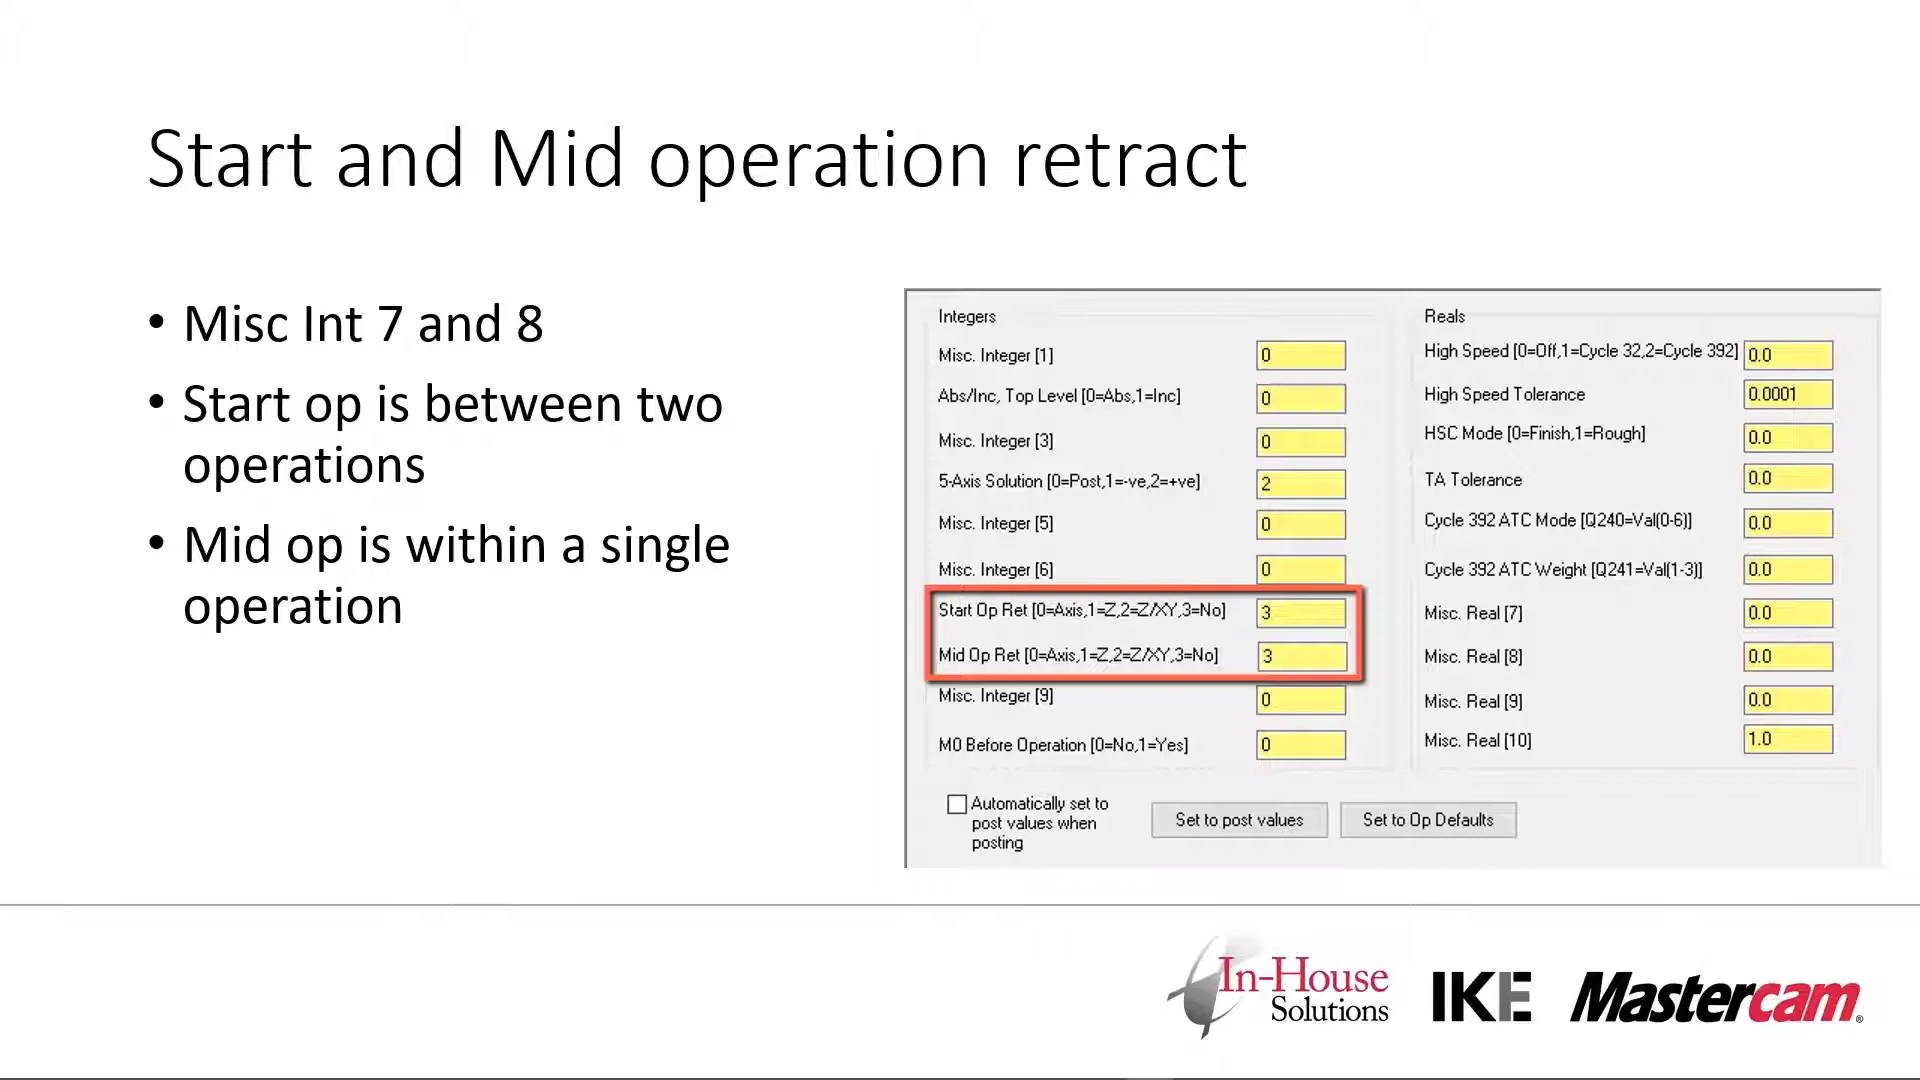 Start and Mid operation retract
• Misc Int 7 and 8
• Start op is between two
operations
• Mid op is within a single
operation
Integers
Misc. Integer [1] 0
Abs/Inc, Top Level [0=Abs,1=Inc] 0
Misc. Integer [3] 0
5-Axis Solution [0=Post,1=-ve,2=+ve] 2
Misc. Integer [5] 0
Misc. Integer [6] 0
Start Op Ret [0=Axis,1=Z,2=Z/XY,3=No] 3
Mid Op Ret [0=Axis,1=Z,2=Z/XY,3=No] 3
Misc. Integer [9] 0
M0 Before Operation [0=No,1=Yes] 0
Reals
High Speed [0=Off,1=Cycle 32,2=Cycle 392] 0.0
High Speed Tolerance 0.0001
HSC Mode [0=Finish,1=Rough] 0.0
TA Tolerance 0.0
Cycle 392 ATC Mode [Q240=Val(0-6)] 0.0
Cycle 392 ATC Weight [Q241=Val(1-3)] 0.0
Misc. Real [7] 0.0
Misc. Real [8] 0.0
Misc. Real [9] 0.0
Misc. Real [10] 1.0
Automatically set to
post values when
posting
Set to post values
Set to Op Defaults
In-House
Solutions
IKE
Mastercam®